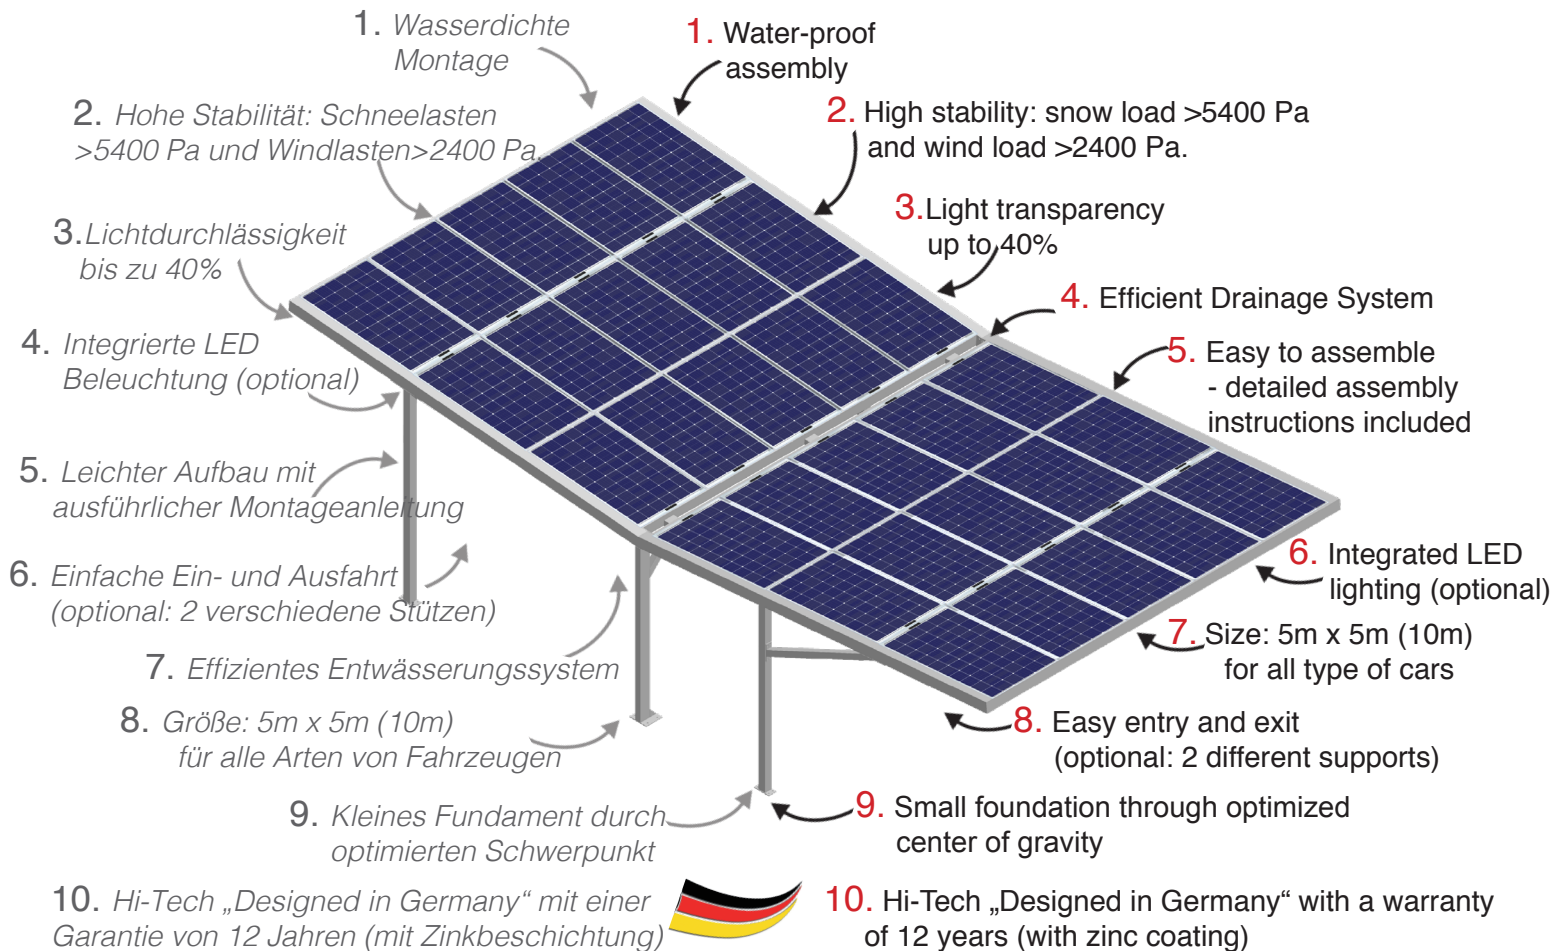 1. Wasserdichte
Montage
2. Hohe Stabilität: Schneelasten
>5400 Pa und Windlasten>2400 Pa.
3.Lichtdurchlässigkeit
bis zu 40%
4. Integrierte LED
Beleuchtung (optional)
5. Leichter Aufbau mit
ausführlicher Montageanleitung
6. Einfache Ein- und Ausfahrt
(optional: 2 verschiedene Stützen)
7. Effizientes Entwässerungssystem
8. Größe: 5m x 5m (10m)
für alle Arten von Fahrzeugen
9. Kleines Fundament durch
optimierten Schwerpunkt
10. Hi-Tech „Designed in Germany“ mit einer
Garantie von 12 Jahren (mit Zinkbeschichtung)
1. Water-proof
assembly
2. High stability: snow load >5400 Pa
and wind load >2400 Pa.
3.Light transparency
up to 40%
4. Efficient Drainage System
5. Easy to assemble
- detailed assembly
instructions included
6. Integrated LED
lighting (optional)
7. Size: 5m x 5m (10m)
for all type of cars
8. Easy entry and exit
(optional: 2 different supports)
9. Small foundation through optimized
center of gravity
10. Hi-Tech „Designed in Germany“ with a warranty
of 12 years (with zinc coating)